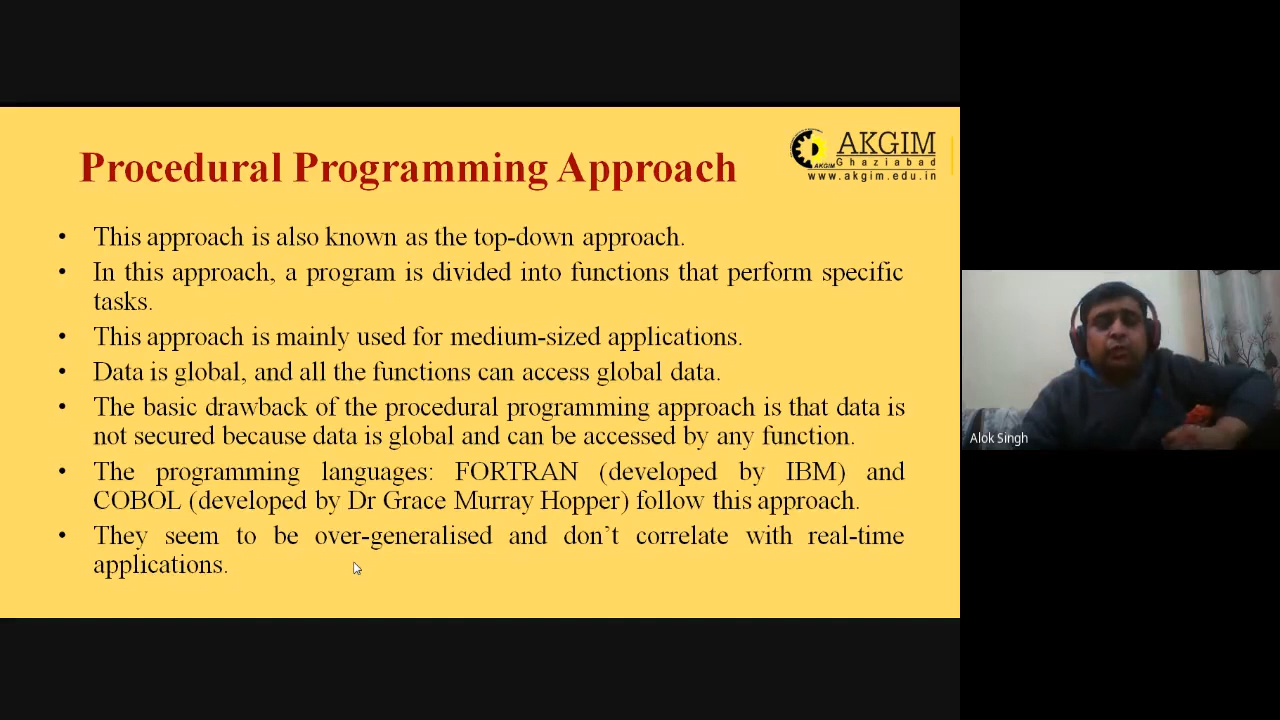 Procedural Programming Approach
AKGIM
AKGIM
Ghaziabad
www.akgim.edu.in
• This approach is also known as the top-down approach.
• In this approach, a program is divided into functions that perform specific
tasks.
• This approach is mainly used for medium-sized applications.
• Data is global, and all the functions can access global data.
• The basic drawback of the procedural programming approach is that data is
not secured because data is global and can be accessed by any function.
• The programming languages: FORTRAN (developed by IBM) and
COBOL (developed by Dr Grace Murray Hopper) follow this approach.
• They seem to be over-generalised and don’t correlate with real-time
applications.
Alok Singh